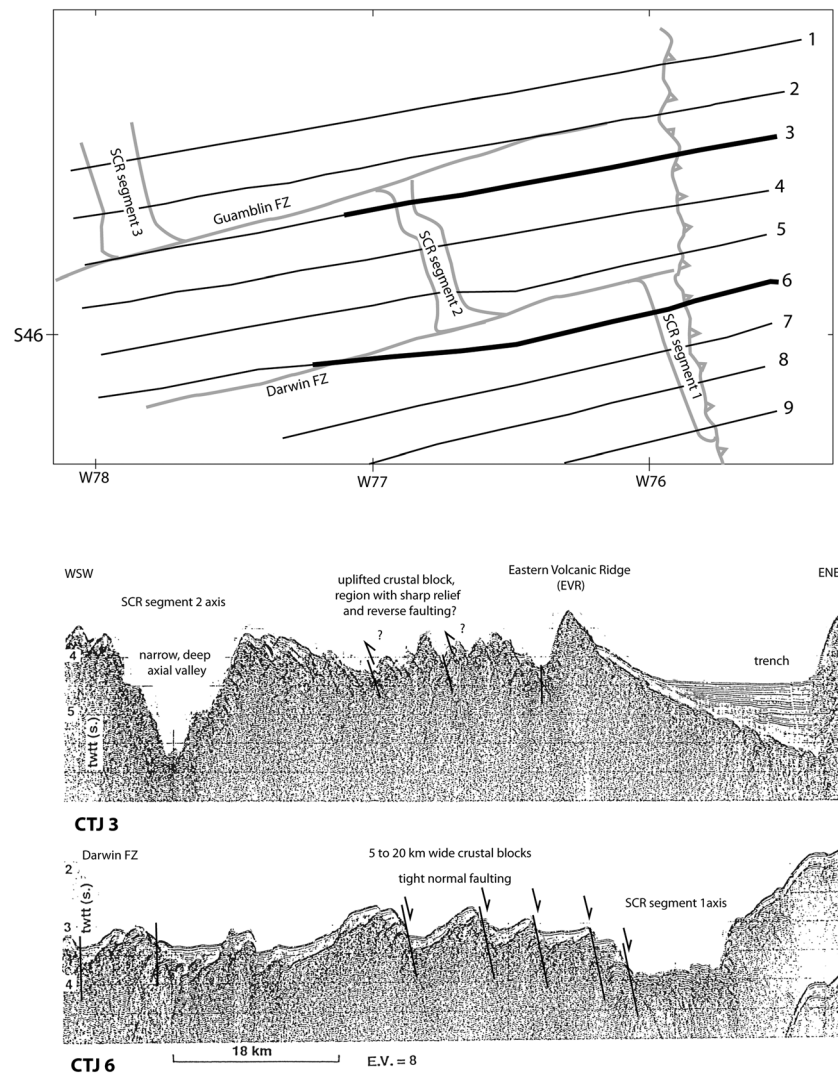 1
2
3
4
5
6
7
8
9
SCR segment 3
Guamblin FZ
SCR segment 2
S46
Darwin FZ
SCR segment 1
W78
W77
W76
WSW
ENE
SCR segment 2 axis
uplifted crustal block,
region with sharp relief
and reverse faulting?
Eastern Volcanic Ridge
(EVR)
? ?
narrow, deep
axial valley
trench
4
5
twtt (s.)
CTJ 3
Darwin FZ
5 to 20 km wide crustal blocks
tight normal faulting
SCR segment 1axis
2
3
4
twtt (s.)
CTJ 6
18 km
E.V. = 8